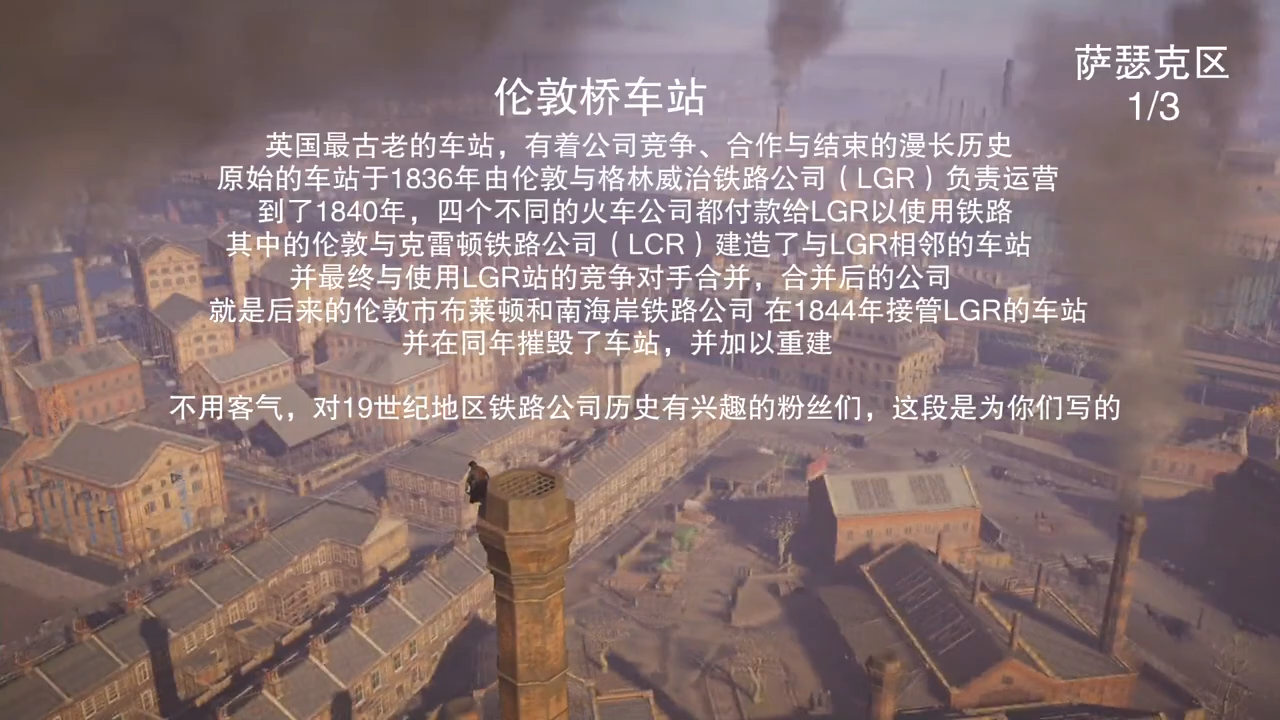 萨瑟克区
1/3
伦敦桥车站
英国最古老的车站，有着公司竞争、合作与结束的漫长历史
原始的车站于1836年由伦敦与格林威治铁路公司（LGR）负责运营
到了1840年，四个不同的火车公司都付款给LGR以使用铁路
其中的伦敦与克雷顿铁路公司（LCR）建造了与LGR相邻的车站
并最终与使用LGR站的竞争对手合并，合并后的公司
就是后来的伦敦市布莱顿和南海岸铁路公司 在1844年接管LGR的车站
并在同年摧毁了车站，并加以重建
不用客气，对19世纪地区铁路公司历史有兴趣的粉丝们，这段是为你们写的